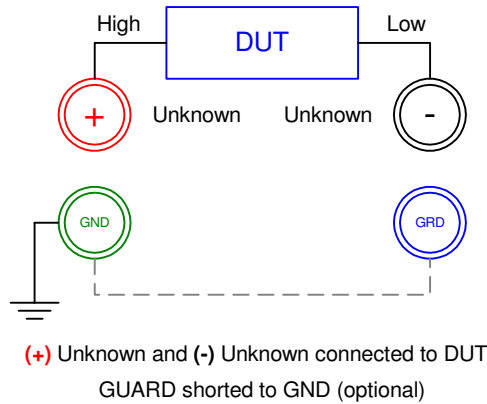 High
DUT
Low
+
Unknown
Unknown
-
GND
GRD
(+) Unknown and (-) Unknown connected to DUT
GUARD shorted to GND (optional)